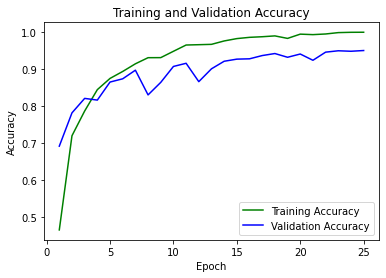 Training and Validation Accuracy
Accuracy
1.0
0.9
0.8
0.7
0.6
0.5
0
5
10
15
20
25
Epoch
Training Accuracy
Validation Accuracy